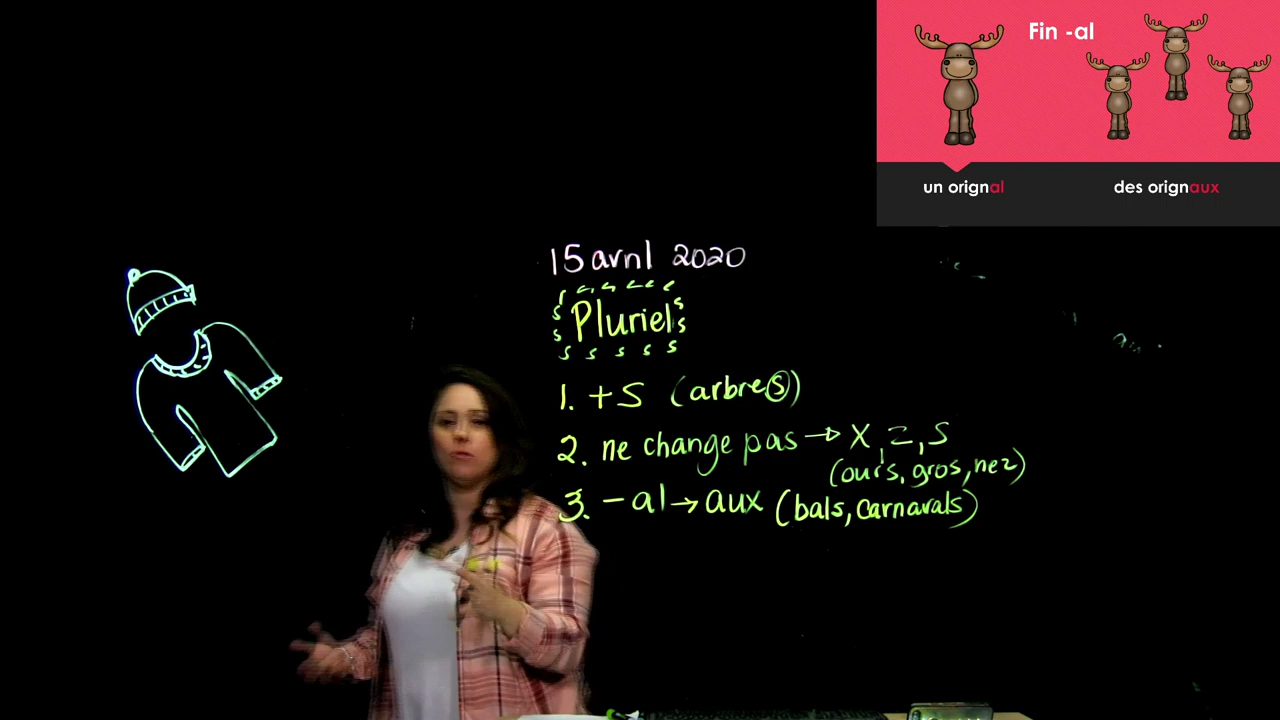 Fin -al
un orignal
des orignaux
15 avril 2020
Pluriel
1. +S (arbres)
2. ne change pas → X, Z, S
(ours, gros, nez)
3. -al → aux (bals, carnavals)